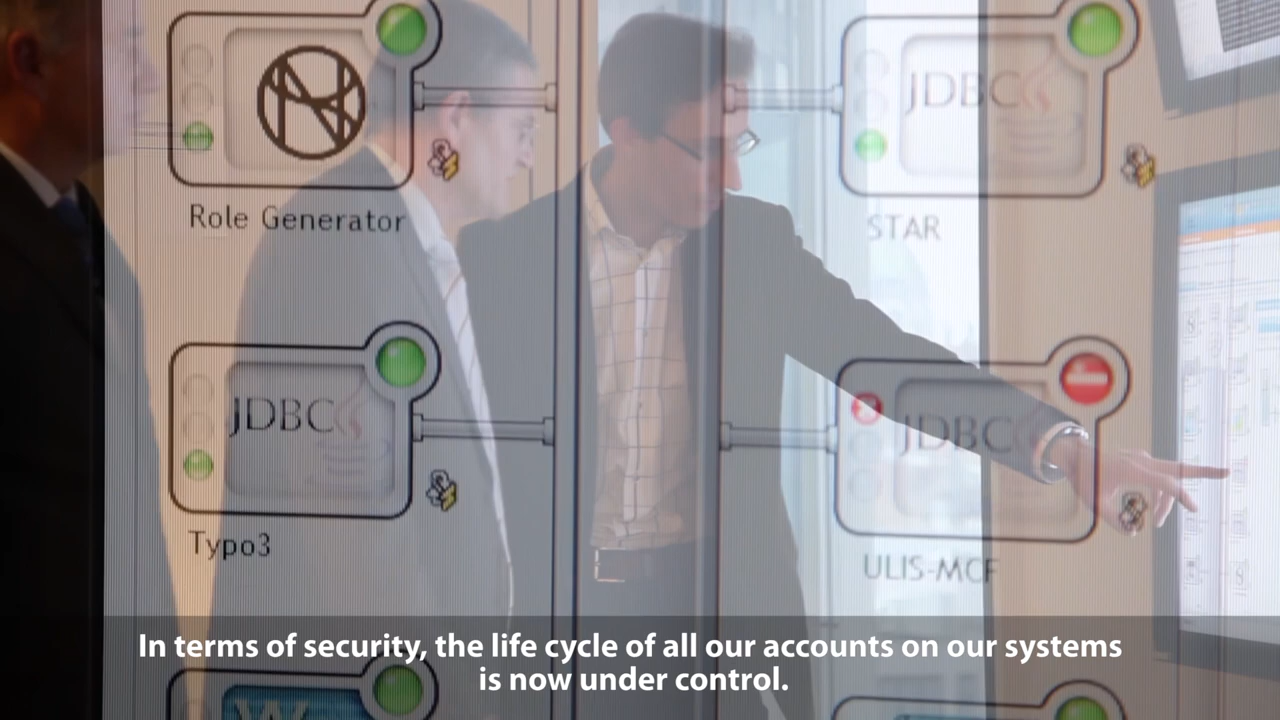 Role Generator
JDBC
STAR
JDBC
Typo3
JDBC
ULIS-MCF
W
In terms of security, the life cycle of all our accounts on our systems
is now under control.